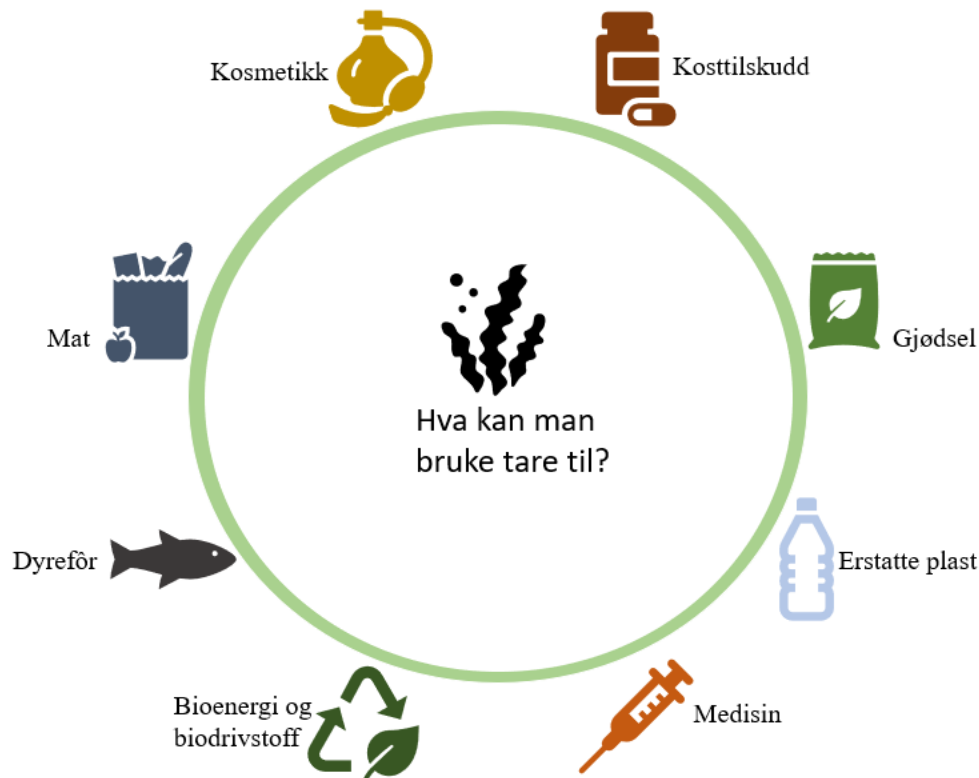 Kosmetikk
Kosttilskudd
Mat
Gjødsel
Hva kan man
bruke tare til?
Dyrefôr
Erstatte plast
Bioenergi og
biodrivstoff
Medisin